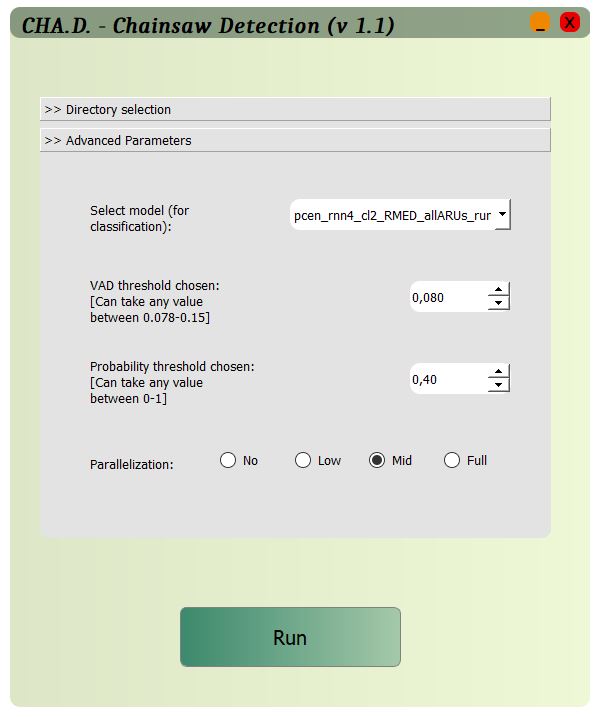 CHA.D. - Chainsaw Detection (v 1.1)
_ X
>> Directory selection
>> Advanced Parameters
Select model (for
classification):
pcen_rnn4_cl2_RMED_allARUs_rur
VAD threshold chosen:
[Can take any value
between 0.078-0.15]
0,080
Probability threshold chosen:
[Can take any value
between 0-1]
0,40
Parallelization: No Low Mid Full
Run